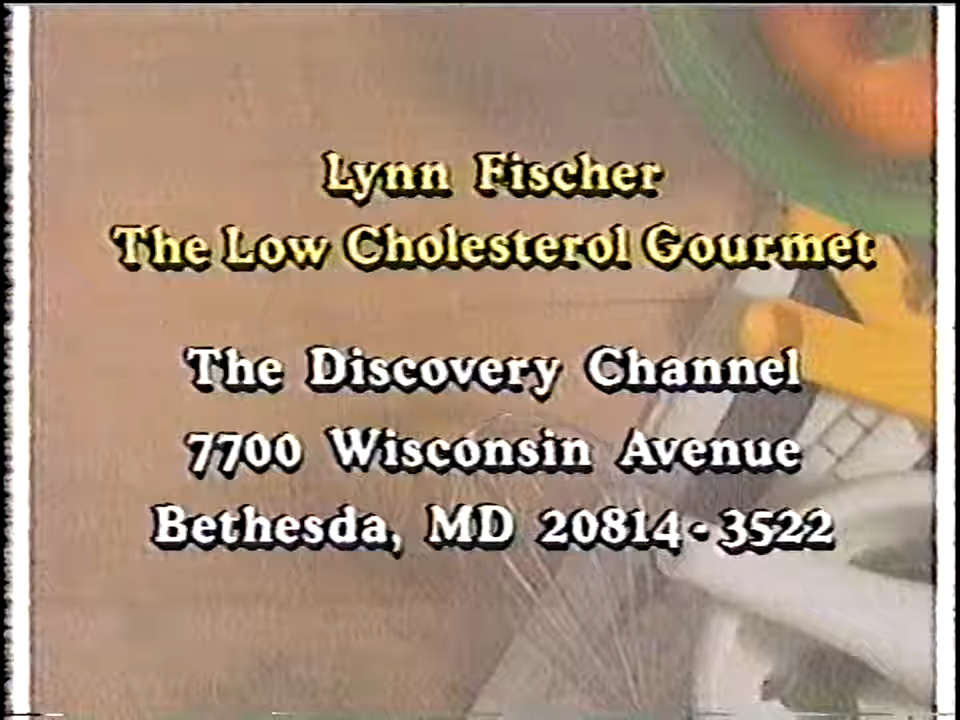 Lynn Fischer
The Low Cholesterol Gourmet
The Discovery Channel
7700 Wisconsin Avenue
Bethesda, MD 20814-3522